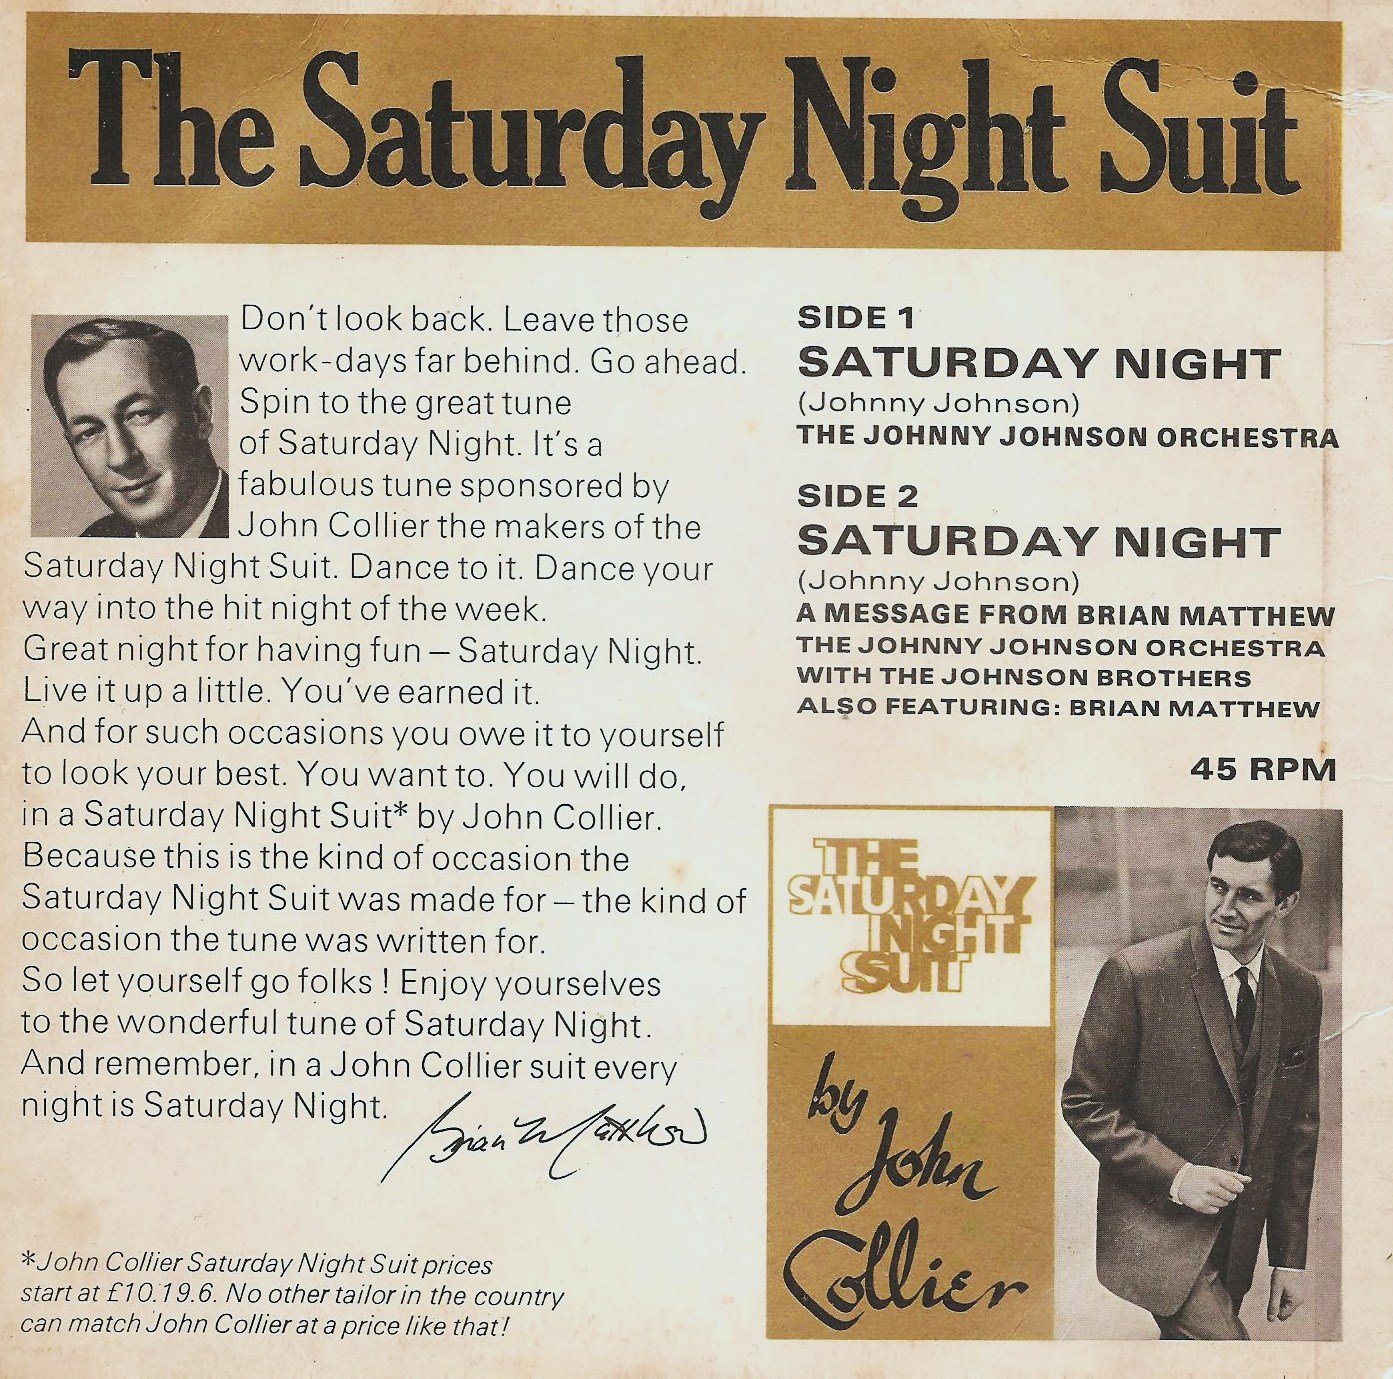 The Saturday Night Suit
Don't look back. Leave those
work-days far behind. Go ahead.
Spin to the great tune
of Saturday Night. It's a
fabulous tune sponsored by
John Collier the makers of the
Saturday Night Suit. Dance to it. Dance your
way into the hit night of the week.
Great night for having fun – Saturday Night.
Live it up a little. You've earned it.
And for such occasions you owe it to yourself
to look your best. You want to. You will do,
in a Saturday Night Suit* by John Collier.
Because this is the kind of occasion the
Saturday Night Suit was made for – the kind of
occasion the tune was written for.
So let yourself go folks ! Enjoy yourselves
to the wonderful tune of Saturday Night.
And remember, in a John Collier suit every
night is Saturday Night.
Brian Matthew
*John Collier Saturday Night Suit prices
start at £10.19.6. No other tailor in the country
can match John Collier at a price like that!
SIDE 1
SATURDAY NIGHT
(Johnny Johnson)
THE JOHNNY JOHNSON ORCHESTRA
SIDE 2
SATURDAY NIGHT
(Johnny Johnson)
A MESSAGE FROM BRIAN MATTHEW
THE JOHNNY JOHNSON ORCHESTRA
WITH THE JOHNSON BROTHERS
ALSO FEATURING: BRIAN MATTHEW
45 RPM
THE
SATURDAY
NIGHT
SUIT
by
John
Collier